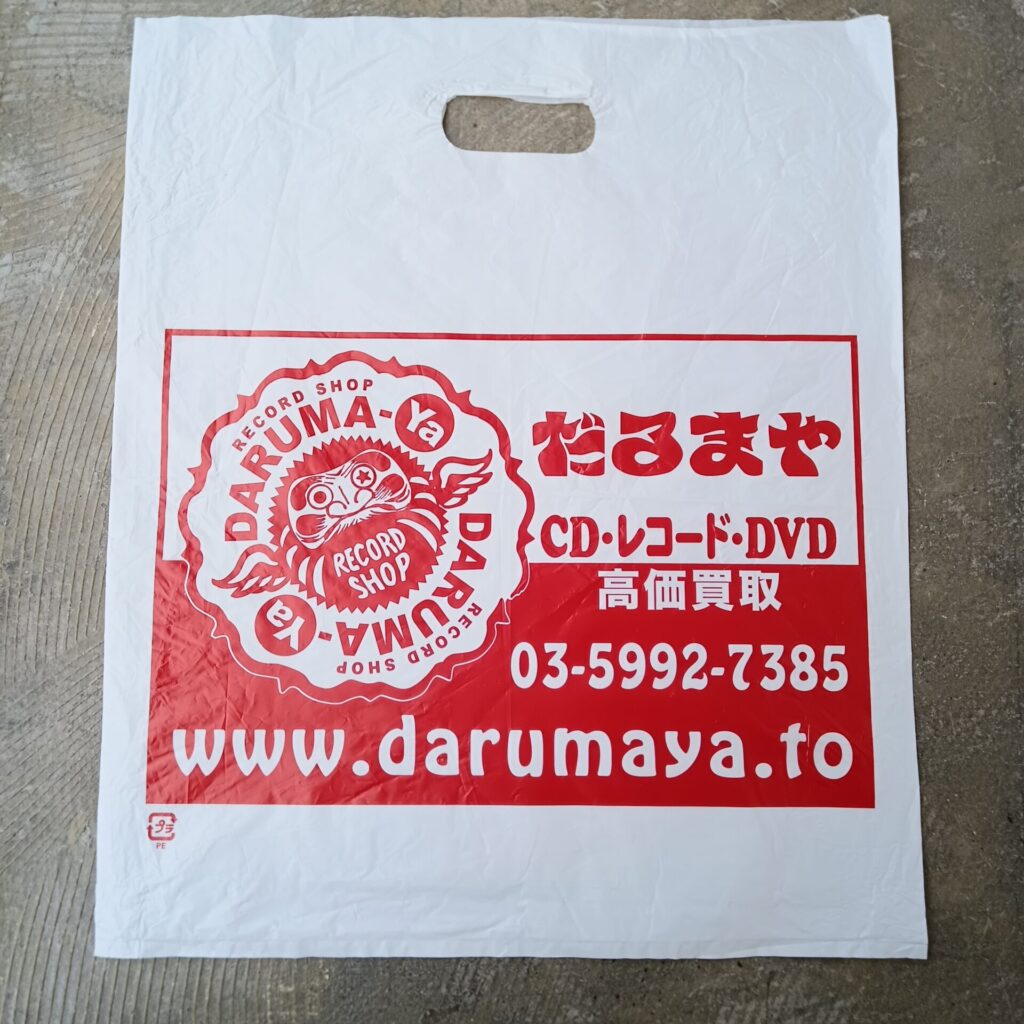 RECORD SHOP
DARUMA-Ya
RECORD
SHOP
DARUMA-Ya
RECORD SHOP
だるまや
CD・レコード・DVD
高価買取
03-5992-7385
www.darumaya.to
プラ
PE